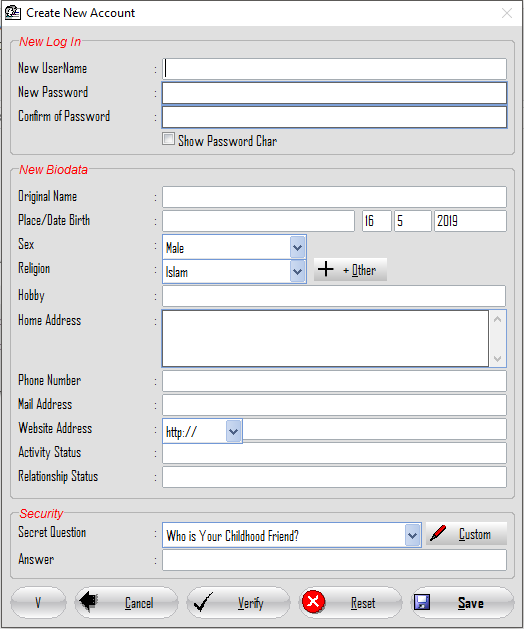 Create New Account
New Log In
New UserName :
New Password :
Confirm of Password :
Show Password Char
New Biodata
Original Name :
Place/Date Birth : 16 5 2019
Sex : Male
Religion : Islam + Other
Hobby :
Home Address :
Phone Number :
Mail Address :
Website Address : http://
Activity Status :
Relationship Status :
Security
Secret Question : Who is Your Childhood Friend? Custom
Answer :
V Cancel Verify Reset Save